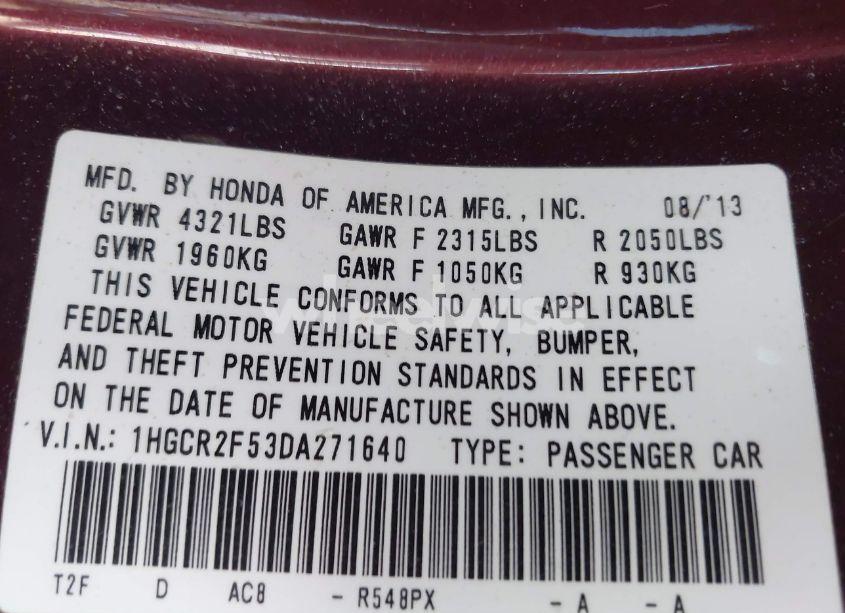 MFD. BY HONDA OF AMERICA MFG., INC. 08/'13
GVWR 4321LBS GAWR F 2315LBS R 2050LBS
GVWR 1960KG GAWR F 1050KG R 930KG
THIS VEHICLE CONFORMS TO ALL APPLICABLE
FEDERAL MOTOR VEHICLE SAFETY, BUMPER,
AND THEFT PREVENTION STANDARDS IN EFFECT
ON THE DATE OF MANUFACTURE SHOWN ABOVE.
V.I.N.: 1HGCR2F53DA271640 TYPE: PASSENGER CAR
T2F D AC8 - R548PX - A - A
wheelwise